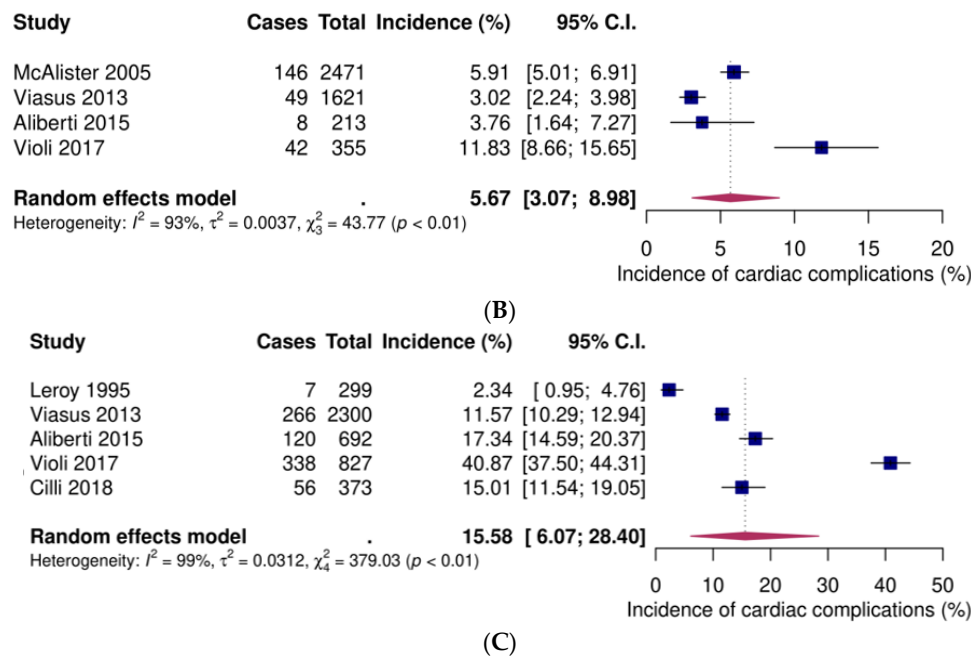 Study Cases Total Incidence (%) 95% C.I.
McAlister 2005 146 2471 5.91 [5.01; 6.91]
Viasus 2013 49 1621 3.02 [2.24; 3.98]
Aliberti 2015 8 213 3.76 [1.64; 7.27]
Violi 2017 42 355 11.83 [8.66; 15.65]
Random effects model . 5.67 [3.07; 8.98]
Heterogeneity: I² = 93%, τ² = 0.0037, χ²₃ = 43.77 (p < 0.01)
0 5 10 15 20
Incidence of cardiac complications (%)
(B)
Study Cases Total Incidence (%) 95% C.I.
Leroy 1995 7 299 2.34 [ 0.95; 4.76]
Viasus 2013 266 2300 11.57 [10.29; 12.94]
Aliberti 2015 120 692 17.34 [14.59; 20.37]
Violi 2017 338 827 40.87 [37.50; 44.31]
Cilli 2018 56 373 15.01 [11.54; 19.05]
Random effects model . 15.58 [ 6.07; 28.40]
Heterogeneity: I² = 99%, τ² = 0.0312, χ²₄ = 379.03 (p < 0.01)
0 10 20 30 40 50
Incidence of cardiac complications (%)
(C)